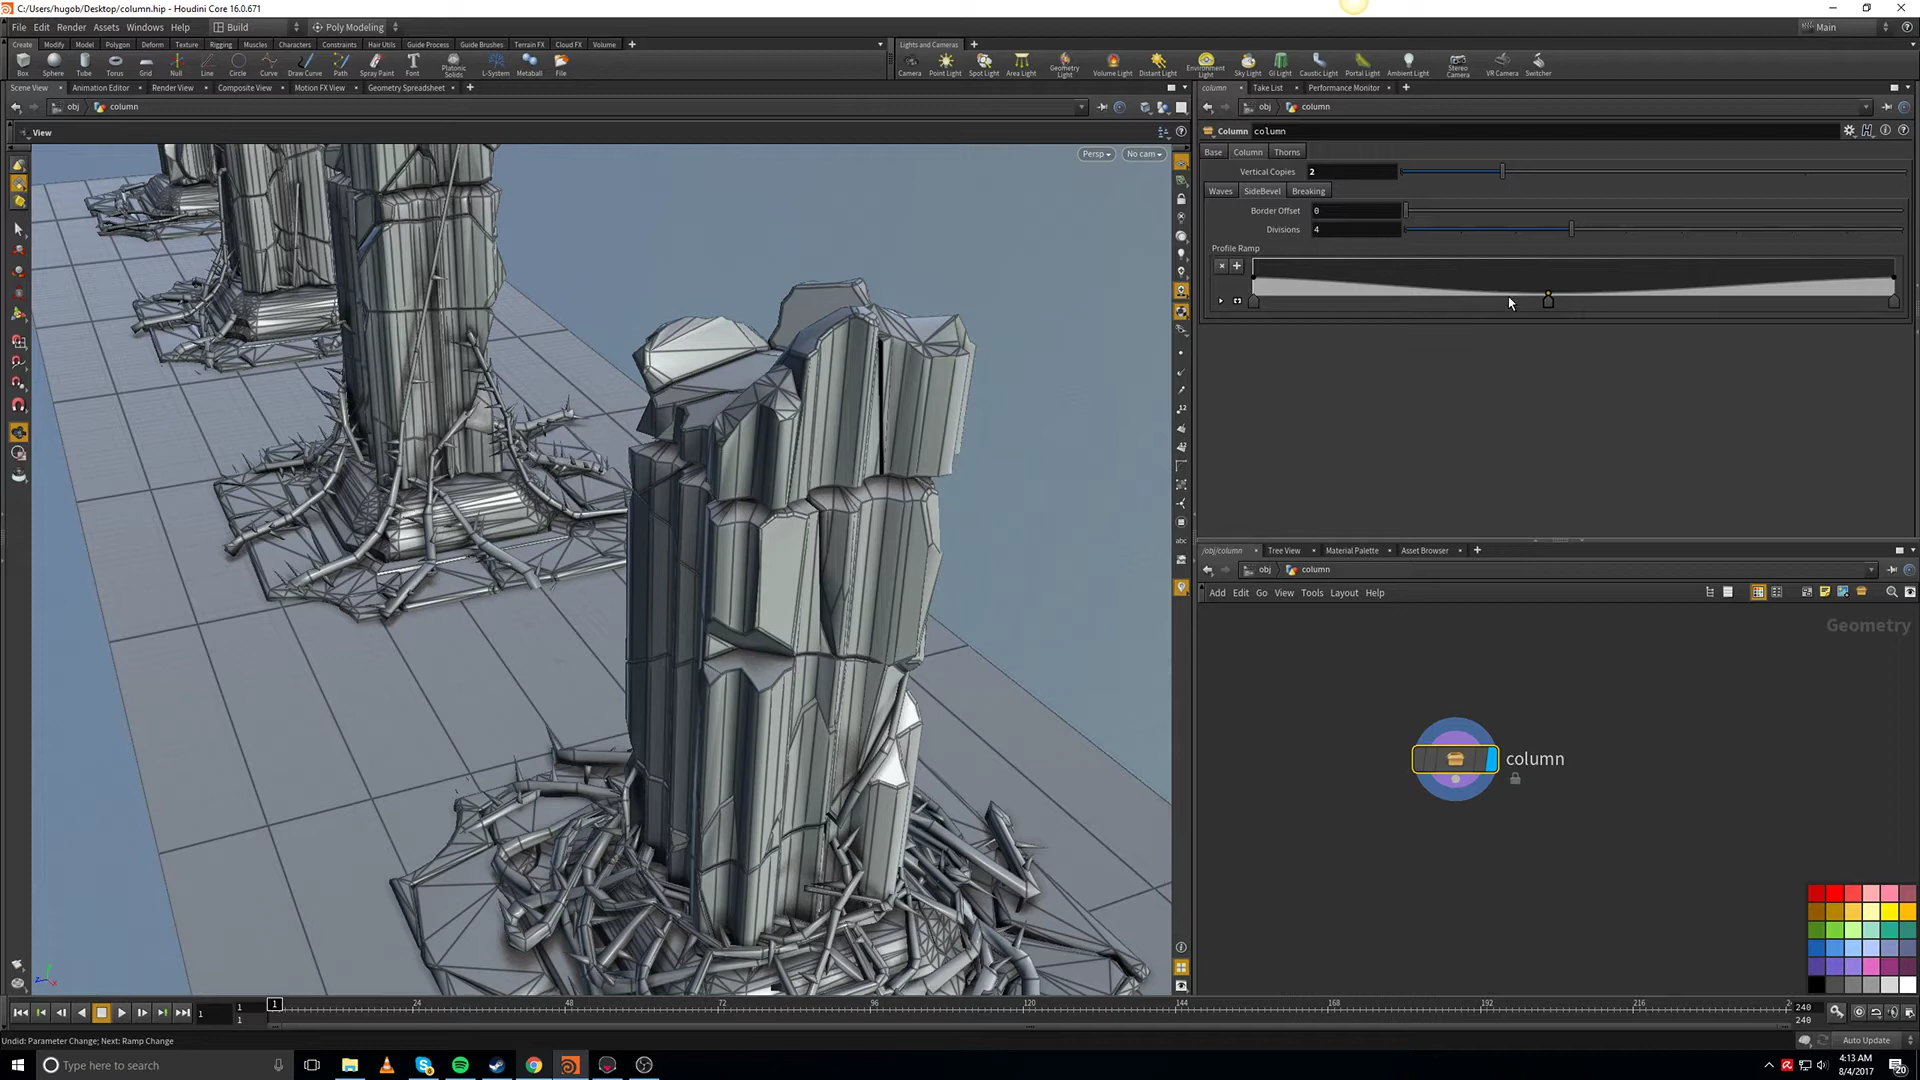 C:/Users/hugob/Desktop/column.hip - Houdini Core 16.0.671
File Edit Render Assets Windows Help Build Poly Modeling Main
Create Modify Model Polygon Deform Texture Rigging Muscles Characters Constraints Hair Utils Guide Process Guide Brushes Terrain FX Cloud FX Volume
Lights and Cameras
Box Sphere Tube Torus Grid Null Line Circle Curve Draw Curve Path Spray Paint Font Platonic Solids L-System Metaball File
Camera Point Light Spot Light Area Light Geometry Light Volume Light Distant Light Environment Light Sky Light GI Light Caustic Light Portal Light Ambient Light Stereo Camera VR Camera Switcher
Scene View Animation Editor Render View Composite View Motion FX View Geometry Spreadsheet
column Take List Performance Monitor
obj column
obj column
View
Persp No cam
Column column
Base Column Thorns
Vertical Copies 2
Waves SideBevel Breaking
Border Offset 0
Divisions 4
Profile Ramp
/obj/column Tree View Material Palette Asset Browser
obj column
Add Edit Go View Tools Layout Help
Geometry
column
12
abc
z x
1 24 48 72 96 120 144 168 192 216 2
1 1 1
240
240
Undid: Parameter Change; Next: Ramp Change
Auto Update
Type here to search
4:13 AM
8/4/2017
20